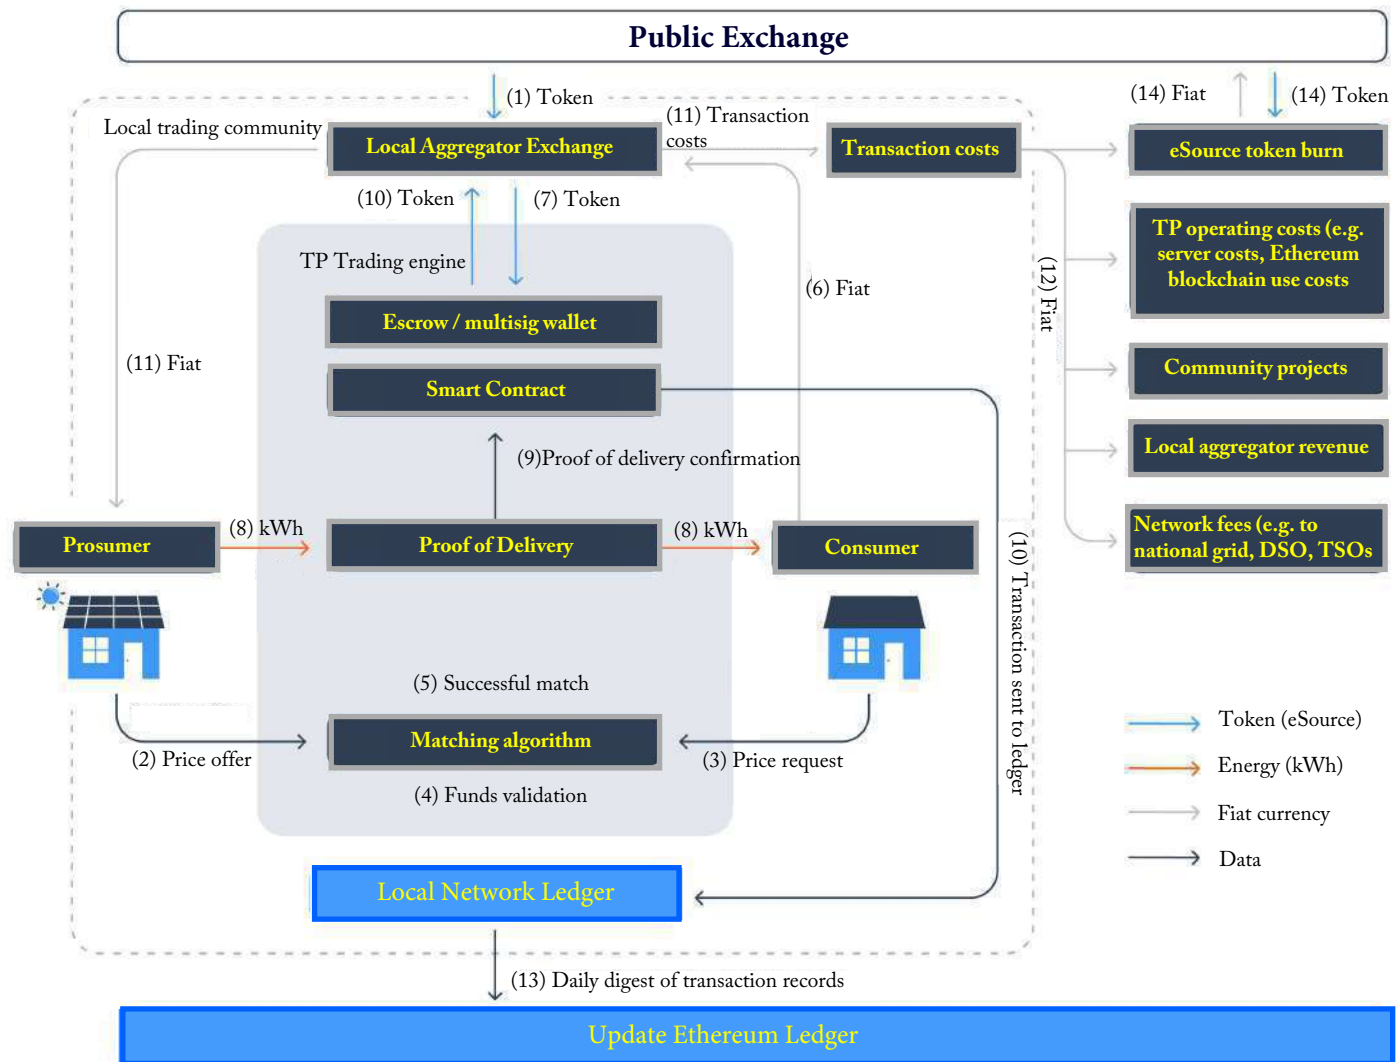 Public Exchange
(1) Token
(14) Fiat
(14) Token
Local trading community
(11) Transaction
costs
Local Aggregator Exchange
Transaction costs
eSource token burn
(10) Token
(7) Token
TP operating costs (e.g.
server costs, Ethereum
blockchain use costs
TP Trading engine
(6) Fiat
(12) Fiat
Escrow / multisig wallet
(11) Fiat
Smart Contract
Community projects
(9)Proof of delivery confirmation
Local aggregator revenue
(8) kWh
(8) kWh
Prosumer
Proof of Delivery
Consumer
Network fees (e.g. to
national grid, DSO, TSOs
(10) Transaction sent to ledger
(5) Successful match
Matching algorithm
(2) Price offer
(3) Price request
(4) Funds validation
Token (eSource)
Energy (kWh)
Fiat currency
Data
Local Network Ledger
(13) Daily digest of transaction records
Update Ethereum Ledger